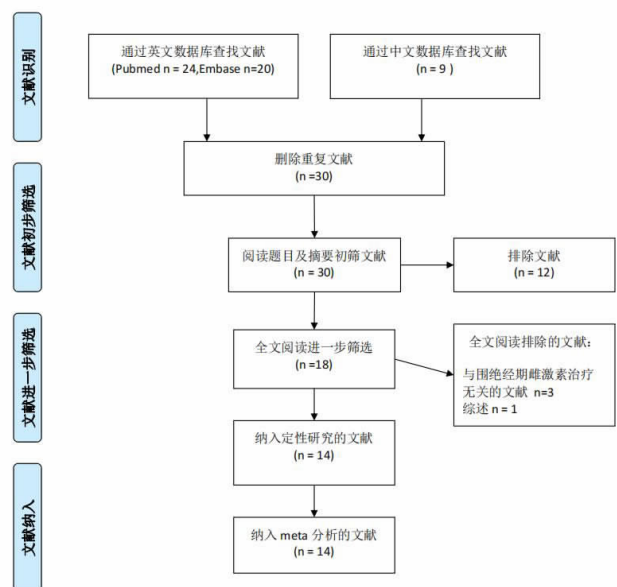 文献识别
通过英文数据库查找文献
(Pubmed n = 24,Embase n=20)
通过中文数据库查找文献
(n = 9 )
删除重复文献
(n =30)
文献初步筛选
阅读题目及摘要初筛文献
(n = 30)
排除文献
(n = 12)
文献进一步筛选
全文阅读进一步筛选
(n =18)
全文阅读排除的文献：
与围绝经期雌激素治疗
无关的文献 n=3
综述 n = 1
纳入定性研究的文献
(n = 14)
文献纳入
纳入 meta 分析的文献
(n = 14)